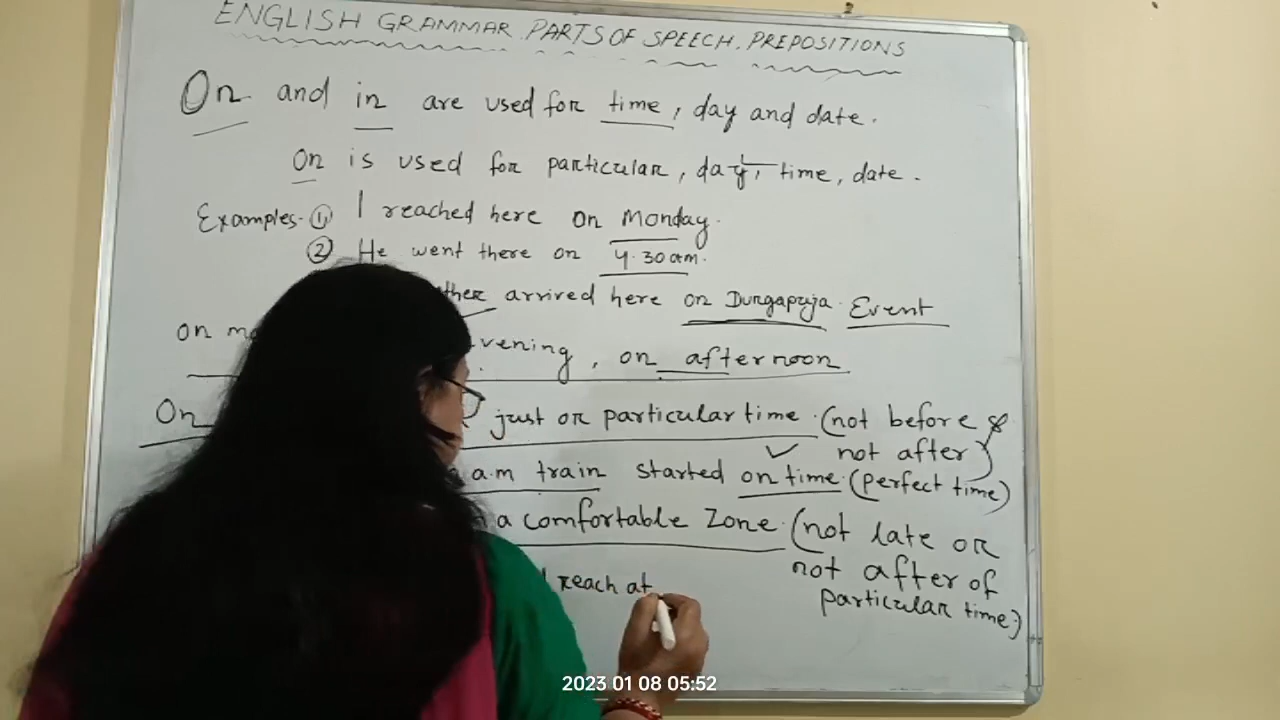 ENGLISH GRAMMAR. PARTS OF SPEECH. PREPOSITIONS
On and in are used for time, day and date.
On is used for particular, day, time, date.
Examples- ① I reached here on Monday.
② He went there on 4.30am.
arrived here on Durgapuja. Event
on vening, on afternoon
On just or particular time. (not before &
not after)
a.m train started on time. (perfect time)
a comfortable Zone. (not late or
not after of
particular time.)
reach at
2023 01 08 05:52